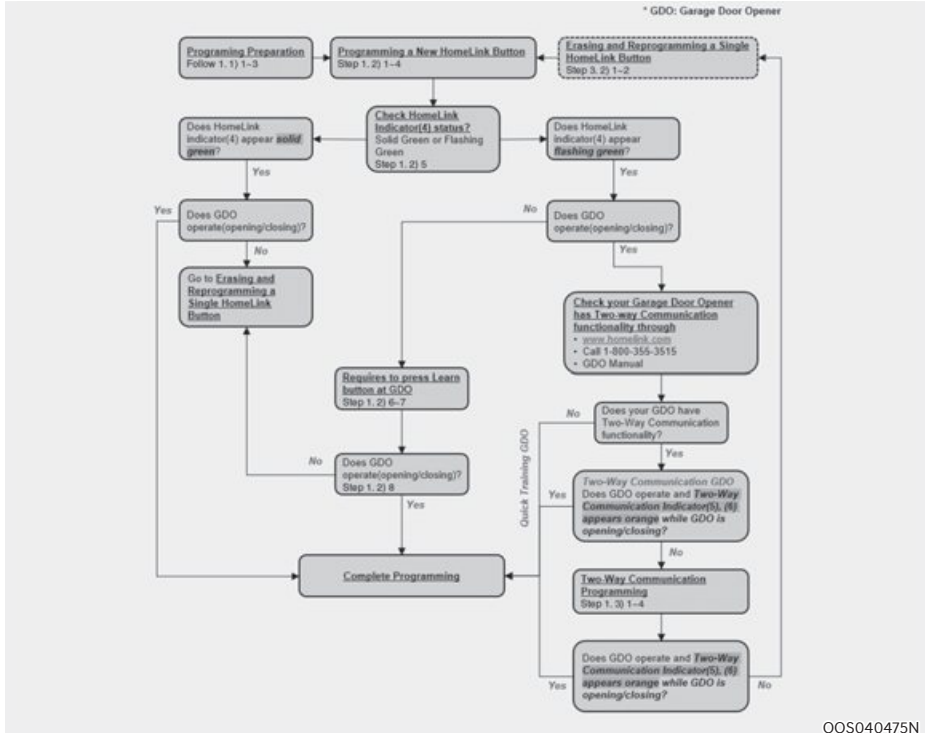 * GDO: Garage Door Opener
Programing Preparation
Follow 1. 1) 1~3
Programming a New HomeLink Button
Step 1. 2) 1~4
Erasing and Reprogramming a Single
HomeLink Button
Step 3. 2) 1~2
Does HomeLink
indicator(4) appear solid
green?
Check HomeLink
Indicator(4) status?
Solid Green or Flashing
Green
Step 1. 2) 5
Does HomeLink
indicator(4) appear
flashing green?
Yes
Yes
Yes
Does GDO
operate(opening/closing)?
No
Does GDO
operate(opening/closing)?
No
Yes
Go to Erasing and
Reprogramming a
Single HomeLink
Button
Check your Garage Door Opener
has Two-way Communication
functionality through
• www.homelink.com
• Call 1-800-355-3515
• GDO Manual
Requires to press Learn
button at GDO
Step 1. 2) 6~7
No
Does your GDO have
Two-Way Communication
functionality?
Yes
Quick Training GDO
No
Does GDO
operate(opening/closing)?
Step 1. 2) 8
Yes
Yes
Two-Way Communication GDO
Does GDO operate and Two-Way
Communication Indicator(5), (6)
appears orange while GDO is
opening/closing?
No
Complete Programming
Two-Way Communication
Programming
Step 1. 3) 1~4
Does GDO operate and Two-Way
Communication Indicator(5), (6)
appears orange while GDO is
opening/closing?
Yes
No
OOS040475N